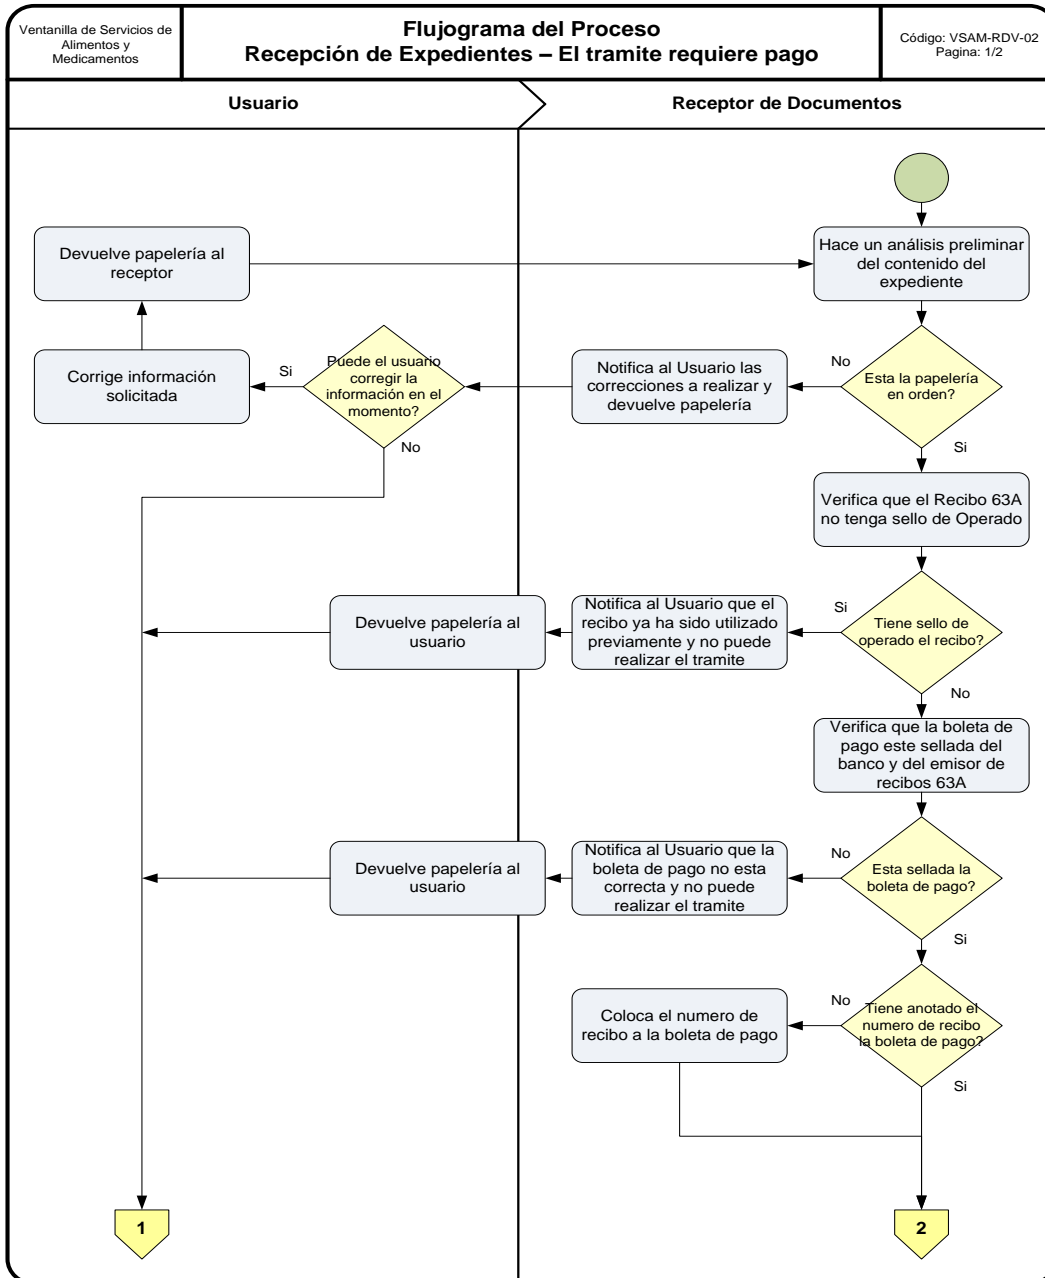 Ventanilla de Servicios de
Alimentos y
Medicamentos
Flujograma del Proceso
Recepción de Expedientes – El tramite requiere pago
Código: VSAM-RDV-02
Pagina: 1/2
Usuario
Receptor de Documentos
Devuelve papelería al
receptor
Hace un análisis preliminar
del contenido del
expediente
Corrige información
solicitada
Si
Puede el usuario
corregir la
información en el
momento?
No
Notifica al Usuario las
correcciones a realizar y
devuelve papelería
No
Esta la papelería
en orden?
Si
Verifica que el Recibo 63A
no tenga sello de Operado
Devuelve papelería al
usuario
Notifica al Usuario que el
recibo ya ha sido utilizado
previamente y no puede
realizar el tramite
Si
Tiene sello de
operado el recibo?
No
Verifica que la boleta de
pago este sellada del
banco y del emisor de
recibos 63A
Devuelve papelería al
usuario
Notifica al Usuario que la
boleta de pago no esta
correcta y no puede
realizar el tramite
No
Esta sellada la
boleta de pago?
Si
Coloca el numero de
recibo a la boleta de pago
No
Tiene anotado el
numero de recibo
la boleta de pago?
Si
1
2